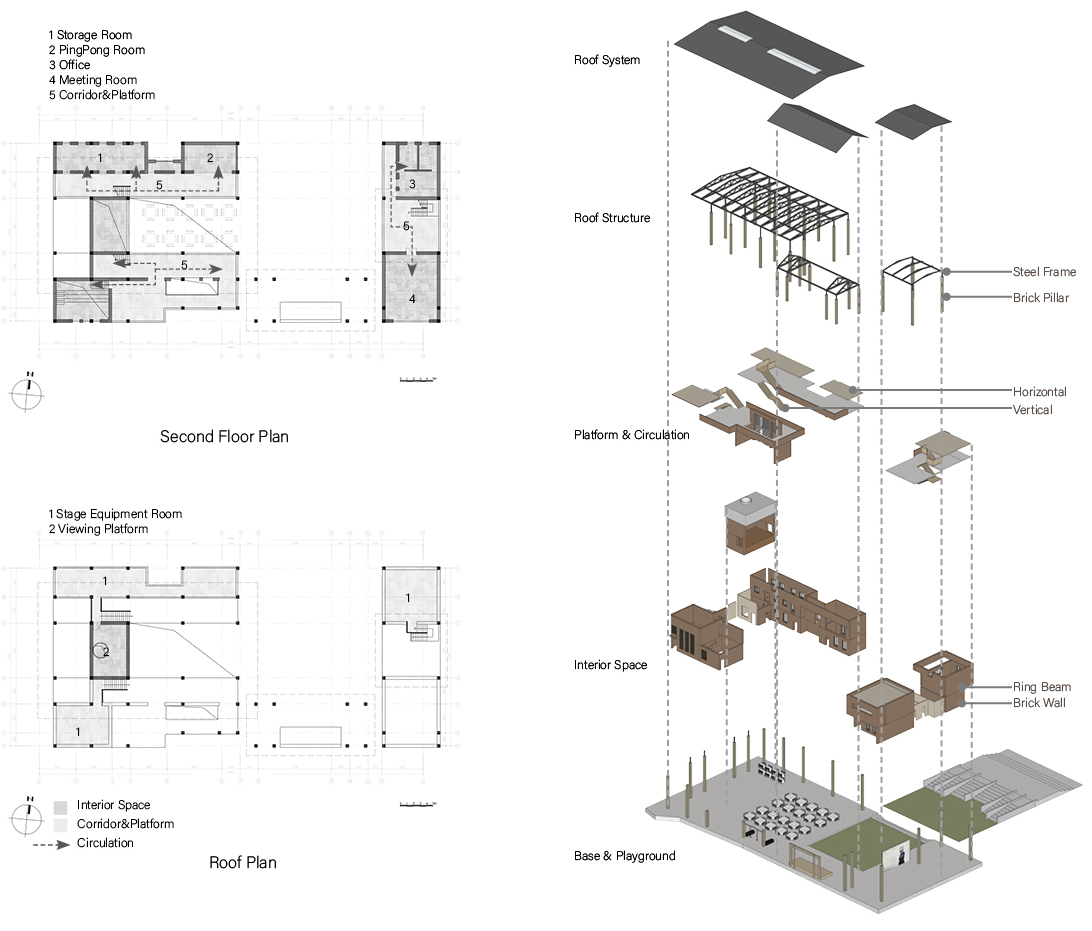 1 Storage Room
2 PingPong Room
3 Office
4 Meeting Room
5 Corridor&Platform
1
2
5
3
5
5
4
N
Second Floor Plan
1 Stage Equipment Room
2 Viewing Platform
1
1
2
1
N
Interior Space
Corridor&Platform
Circulation
Roof Plan
Roof System
Roof Structure
Steel Frame
Brick Pillar
Horizontal
Vertical
Platform & Circulation
Interior Space
Ring Beam
Brick Wall
Base & Playground